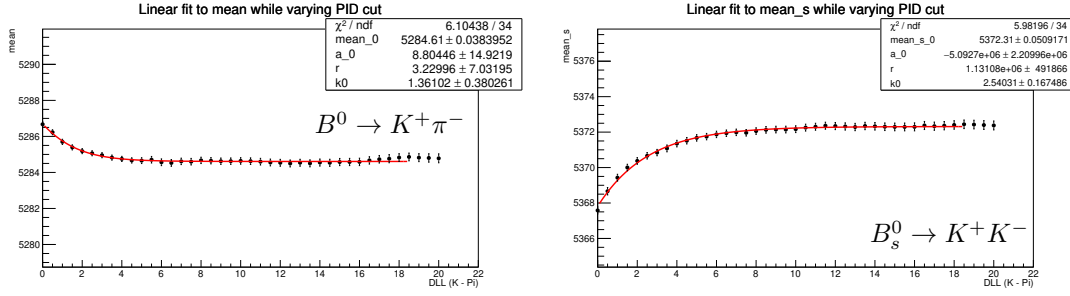 Linear fit to mean while varying PID cut
χ² / ndf 6.10438 / 34
mean_0 5284.61 ± 0.0383952
a_0 8.80446 ± 14.9219
r 3.22996 ± 7.03195
k0 1.36102 ± 0.380261
mean
5290
5288
5286
5284
5282
5280
B⁰ → K⁺π⁻
0 2 4 6 8 10 12 14 16 18 20 22
DLL (K - Pi)
Linear fit to mean_s while varying PID cut
χ² / ndf 5.98196 / 34
mean_s_0 5372.31 ± 0.0509171
a_0 −5.0927e+06 ± 2.20996e+06
r 1.13108e+06 ± 491866
k0 2.54031 ± 0.167486
mean_s
5376
5374
5372
5370
5368
5366
B⁰ₛ → K⁺K⁻
0 2 4 6 8 10 12 14 16 18 20 22
DLL (K - Pi)